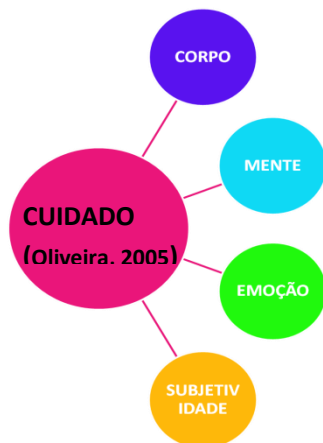 CORPO
MENTE
CUIDADO
(Oliveira, 2005)
EMOÇÃO
SUBJETIV
IDADE